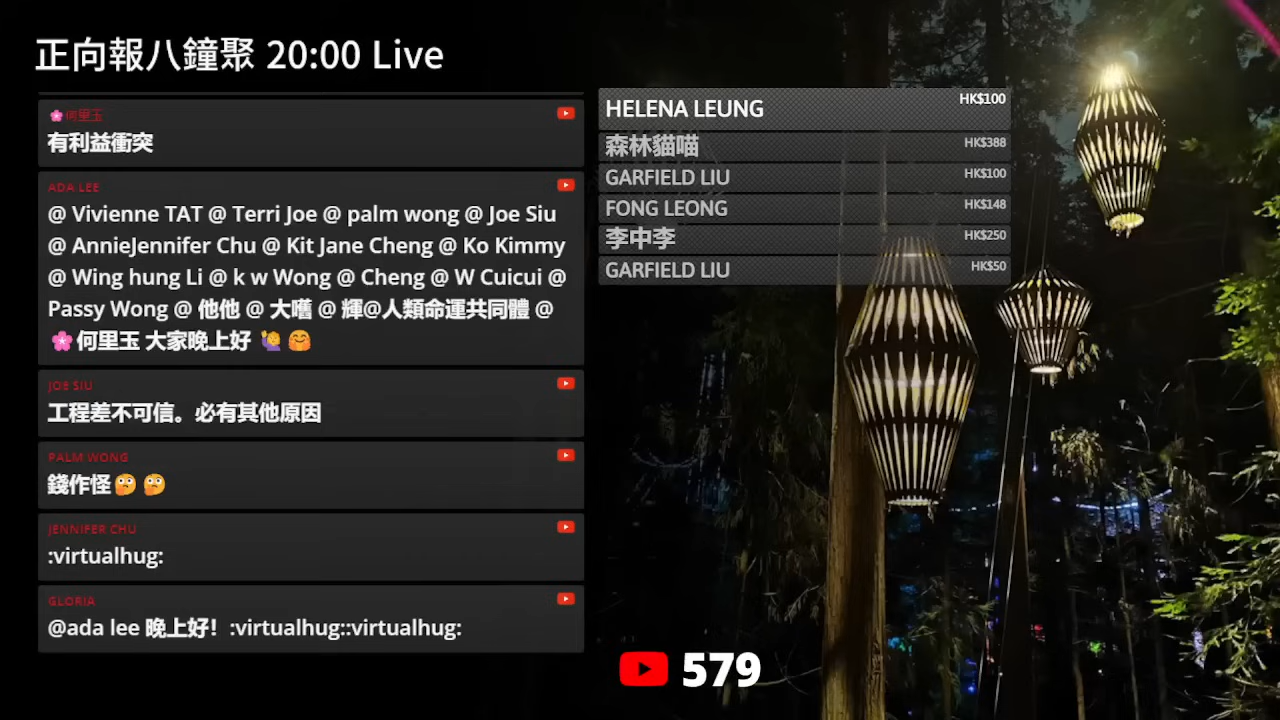 正向報八鐘聚 20:00 Live
🌸何里玉
有利益衝突
ADA LEE
@ Vivienne TAT @ Terri Joe @ palm wong @ Joe Siu
@ AnnieJennifer Chu @ Kit Jane Cheng @ Ko Kimmy
@ Wing hung Li @ k w Wong @ Cheng @ W Cuicui @
Passy Wong @ 他他 @ 大嚿 @ 輝@人類命運共同體 @
🌸何里玉 大家晚上好 🙋🤗
JOE SIU
工程差不可信。必有其他原因
PALM WONG
錢作怪🤔 🤔
JENNIFER CHU
:virtualhug:
GLORIA
@ada lee 晚上好！:virtualhug::virtualhug:
HELENA LEUNG HK$100
森林貓喵 HK$388
GARFIELD LIU HK$100
FONG LEONG HK$148
李中李 HK$250
GARFIELD LIU HK$50
579